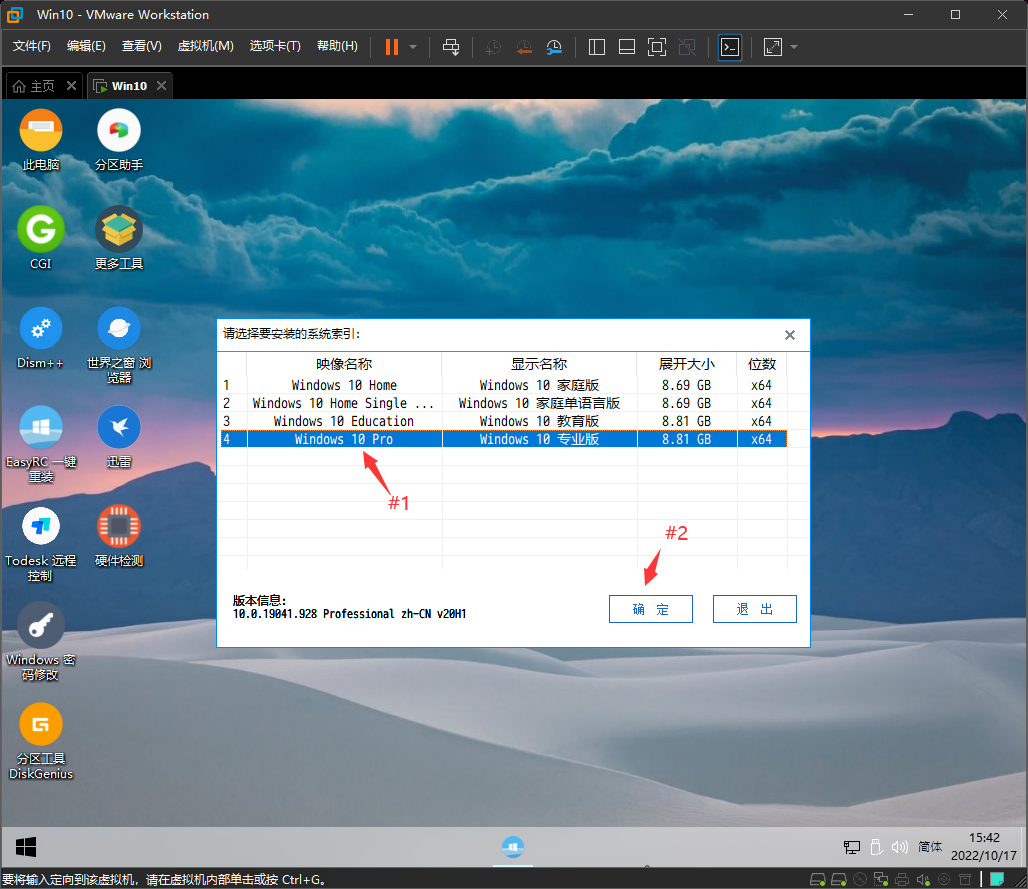 Win10 - VMware Workstation
文件(F) 编辑(E) 查看(V) 虚拟机(M) 选项卡(T) 帮助(H)
主页 Win10
此电脑
分区助手
CGI
更多工具
Dism++
世界之窗 浏
览器
EasyRC 一键
重装
迅雷
Todesk 远程
控制
硬件检测
Windows 密
码修改
分区工具
DiskGenius
请选择要安装的系统索引:
映像名称 显示名称 展开大小 位数
1 Windows 10 Home Windows 10 家庭版 8.69 GB x64
2 Windows 10 Home Single ... Windows 10 家庭单语言版 8.69 GB x64
3 Windows 10 Education Windows 10 教育版 8.81 GB x64
4 Windows 10 Pro Windows 10 专业版 8.81 GB x64
#1
#2
版本信息:
10.0.19041.928 Professional zh-CN v20H1
确 定 退 出
简体
15:42
2022/10/17
要将输入定向到该虚拟机，请在虚拟机内部单击或按 Ctrl+G。